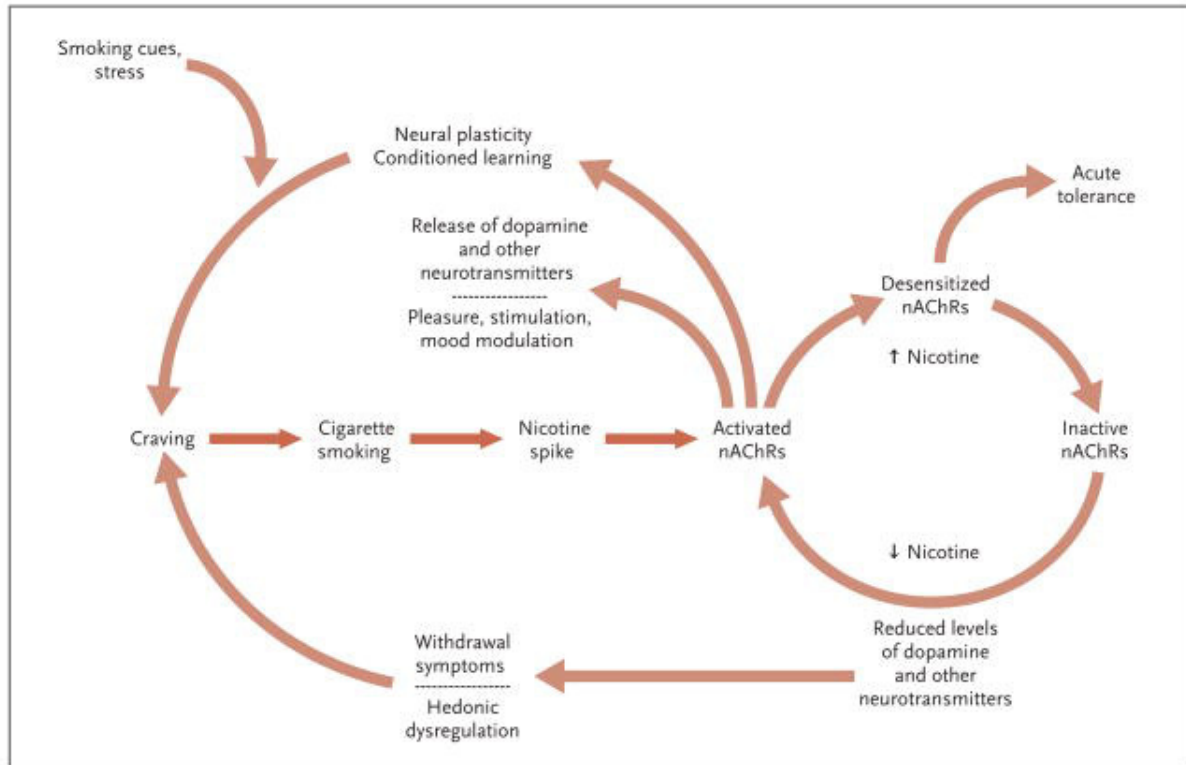 Smoking cues,
stress
Neural plasticity
Conditioned learning
Acute
tolerance
Release of dopamine
and other
neurotransmitters
-----------------
Pleasure, stimulation,
mood modulation
Desensitized
nAChRs
↑ Nicotine
Craving
Cigarette
smoking
Nicotine
spike
Activated
nAChRs
Inactive
nAChRs
↓ Nicotine
Withdrawal
symptoms
-----------------
Hedonic
dysregulation
Reduced levels
of dopamine
and other
neurotransmitters